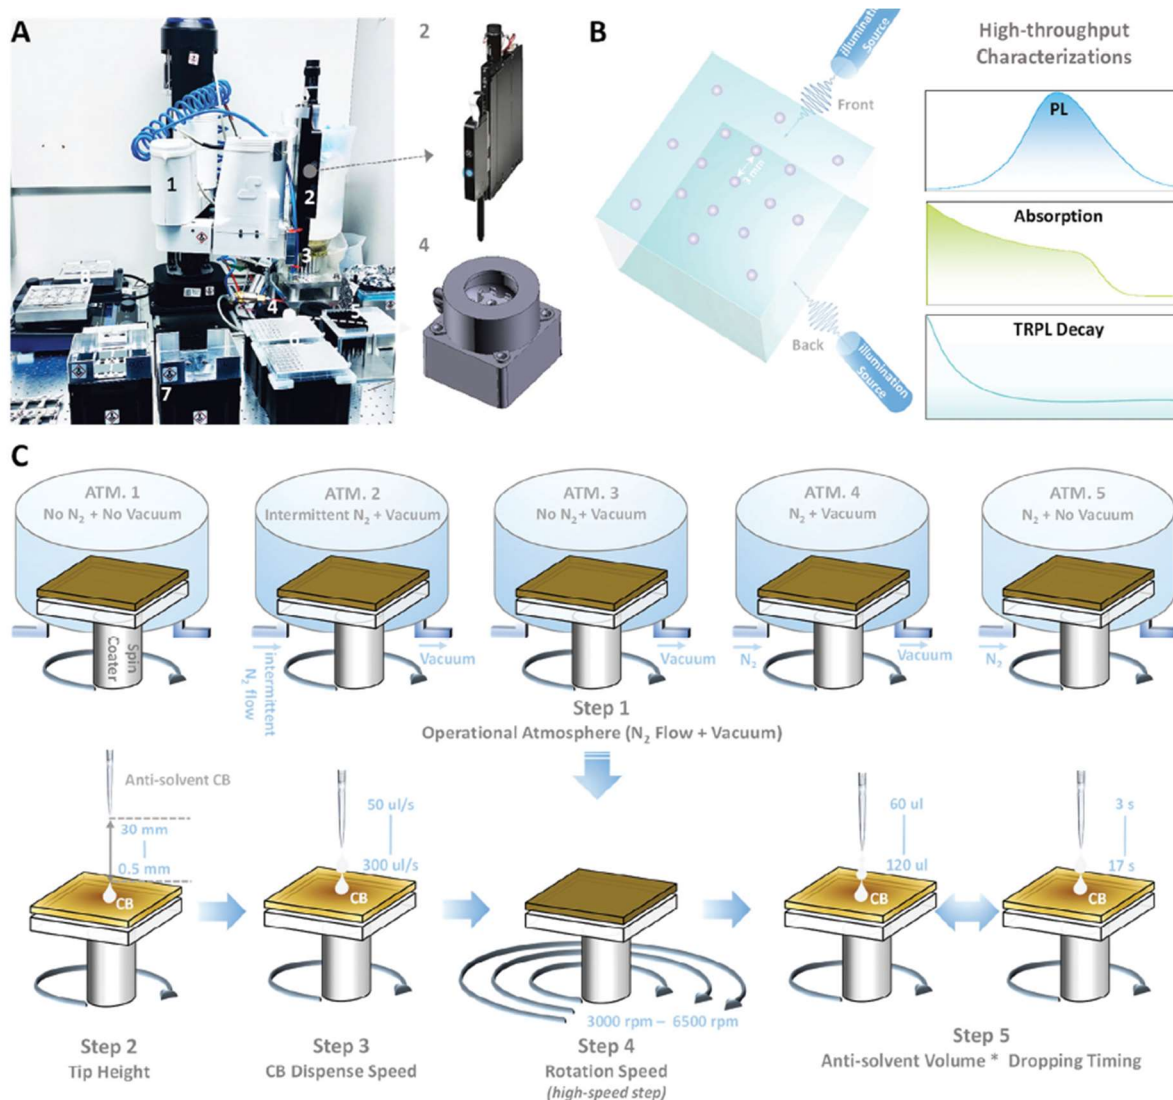 A
1
2
3
4
5
6
7
8
2
4
B
Illumination
Source
Front
3 mm
Back
Illumination
Source
High-throughput
Characterizations
PL
Absorption
TRPL Decay
C
ATM. 1
No N₂ + No Vacuum
ATM. 2
Intermittent N₂ + Vacuum
ATM. 3
No N₂ + Vacuum
ATM. 4
N₂ + Vacuum
ATM. 5
N₂ + No Vacuum
Spin
Coater
intermittent
N₂ flow
Vacuum
Vacuum
N₂
Vacuum
N₂
Step 1
Operational Atmosphere (N₂ Flow + Vacuum)
Anti-solvent CB
30 mm
0.5 mm
CB
Step 2
Tip Height
50 ul/s
300 ul/s
CB
Step 3
CB Dispense Speed
3000 rpm – 6500 rpm
Step 4
Rotation Speed
(high-speed step)
60 ul
120 ul
CB
3 s
17 s
CB
Step 5
Anti-solvent Volume * Dropping Timing